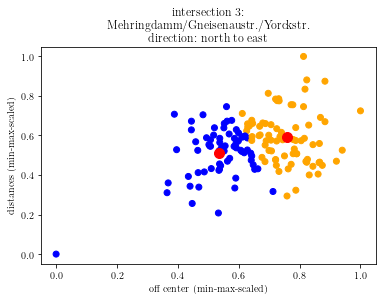 intersection 3:
Mehringdamm/Gneisenaustr./Yorckstr.
direction: north to east
distances (min-max-scaled)
1.0
0.8
0.6
0.4
0.2
0.0
0.0 0.2 0.4 0.6 0.8 1.0
off center (min-max-scaled)